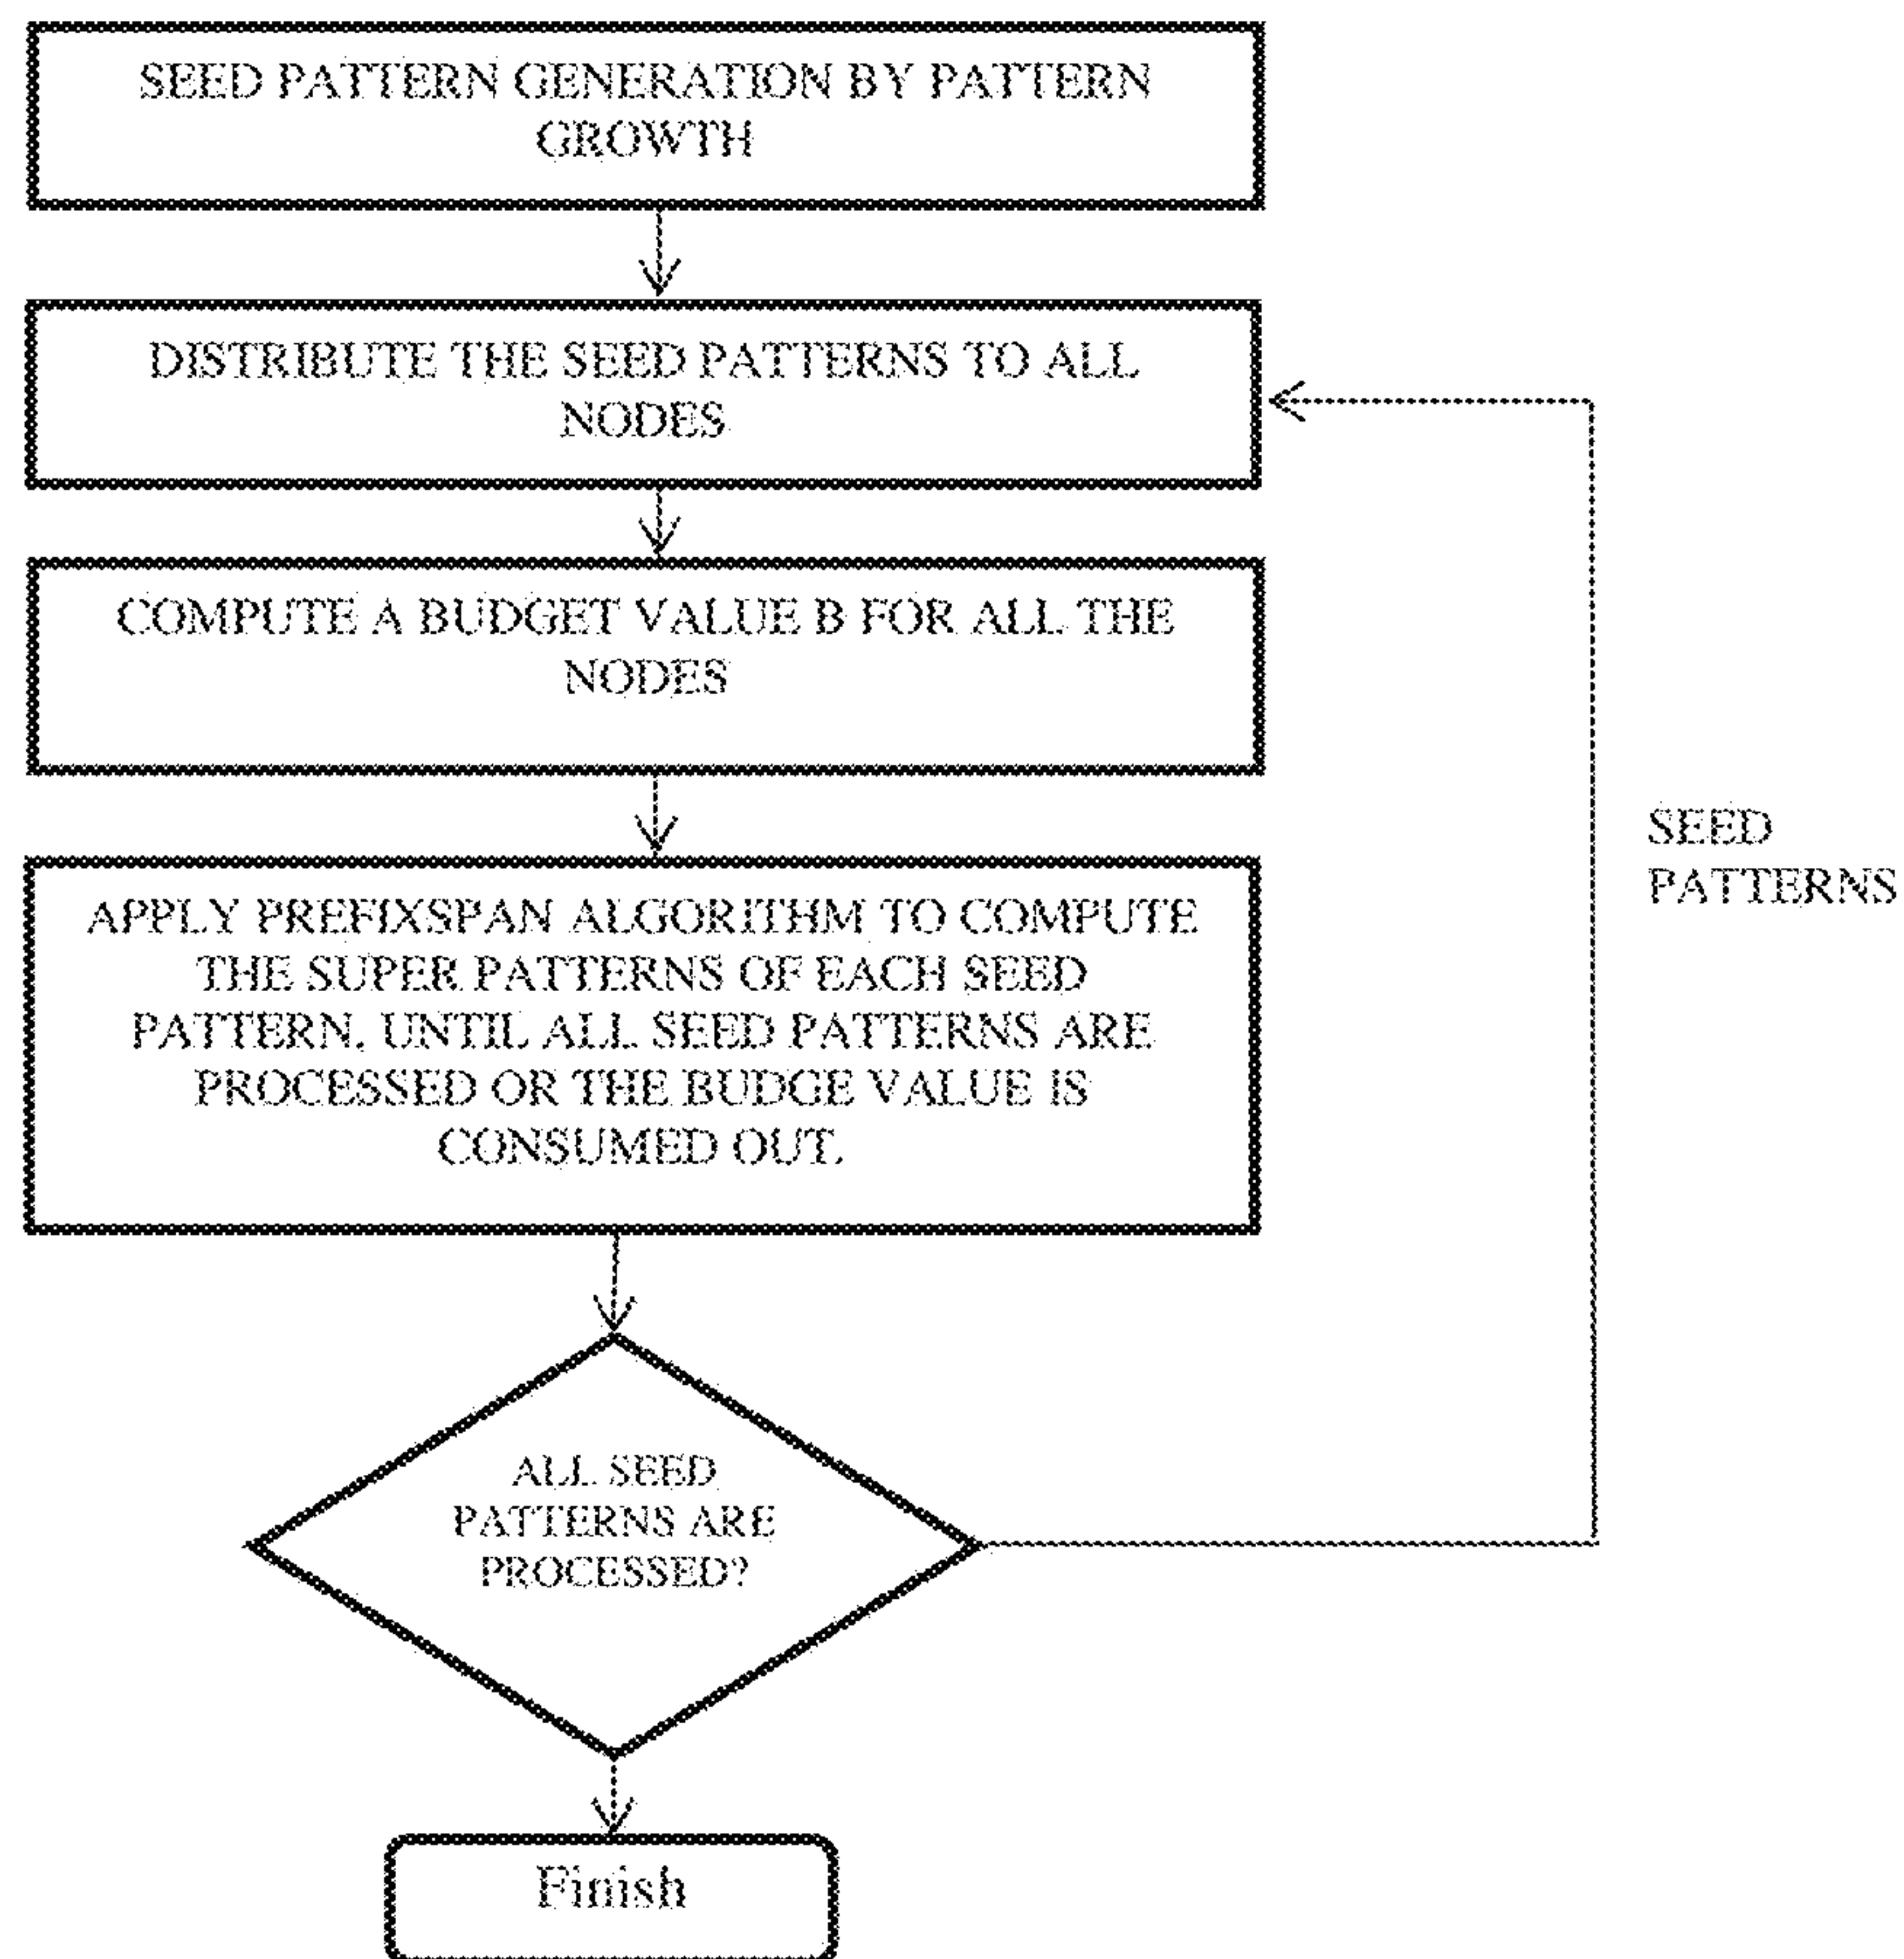 SEED PATTERN GENERATION BY PATTERN
GROWTH
DISTRIBUTE THE SEED PATTERNS TO ALL
NODES
COMPUTE A BUDGET VALUE B FOR ALL THE
NODES
SEED
PATTERNS
APPLY PREFIXSPAN ALGORITHM TO COMPUTE
THE SUPER PATTERNS OF EACH SEED
PATTERN, UNTIL ALL SEED PATTERNS ARE
PROCESSED OR THE BUDGE VALUE IS
CONSUMED OUT.
ALL SEED
PATTERNS ARE
PROCESSED?
Finish